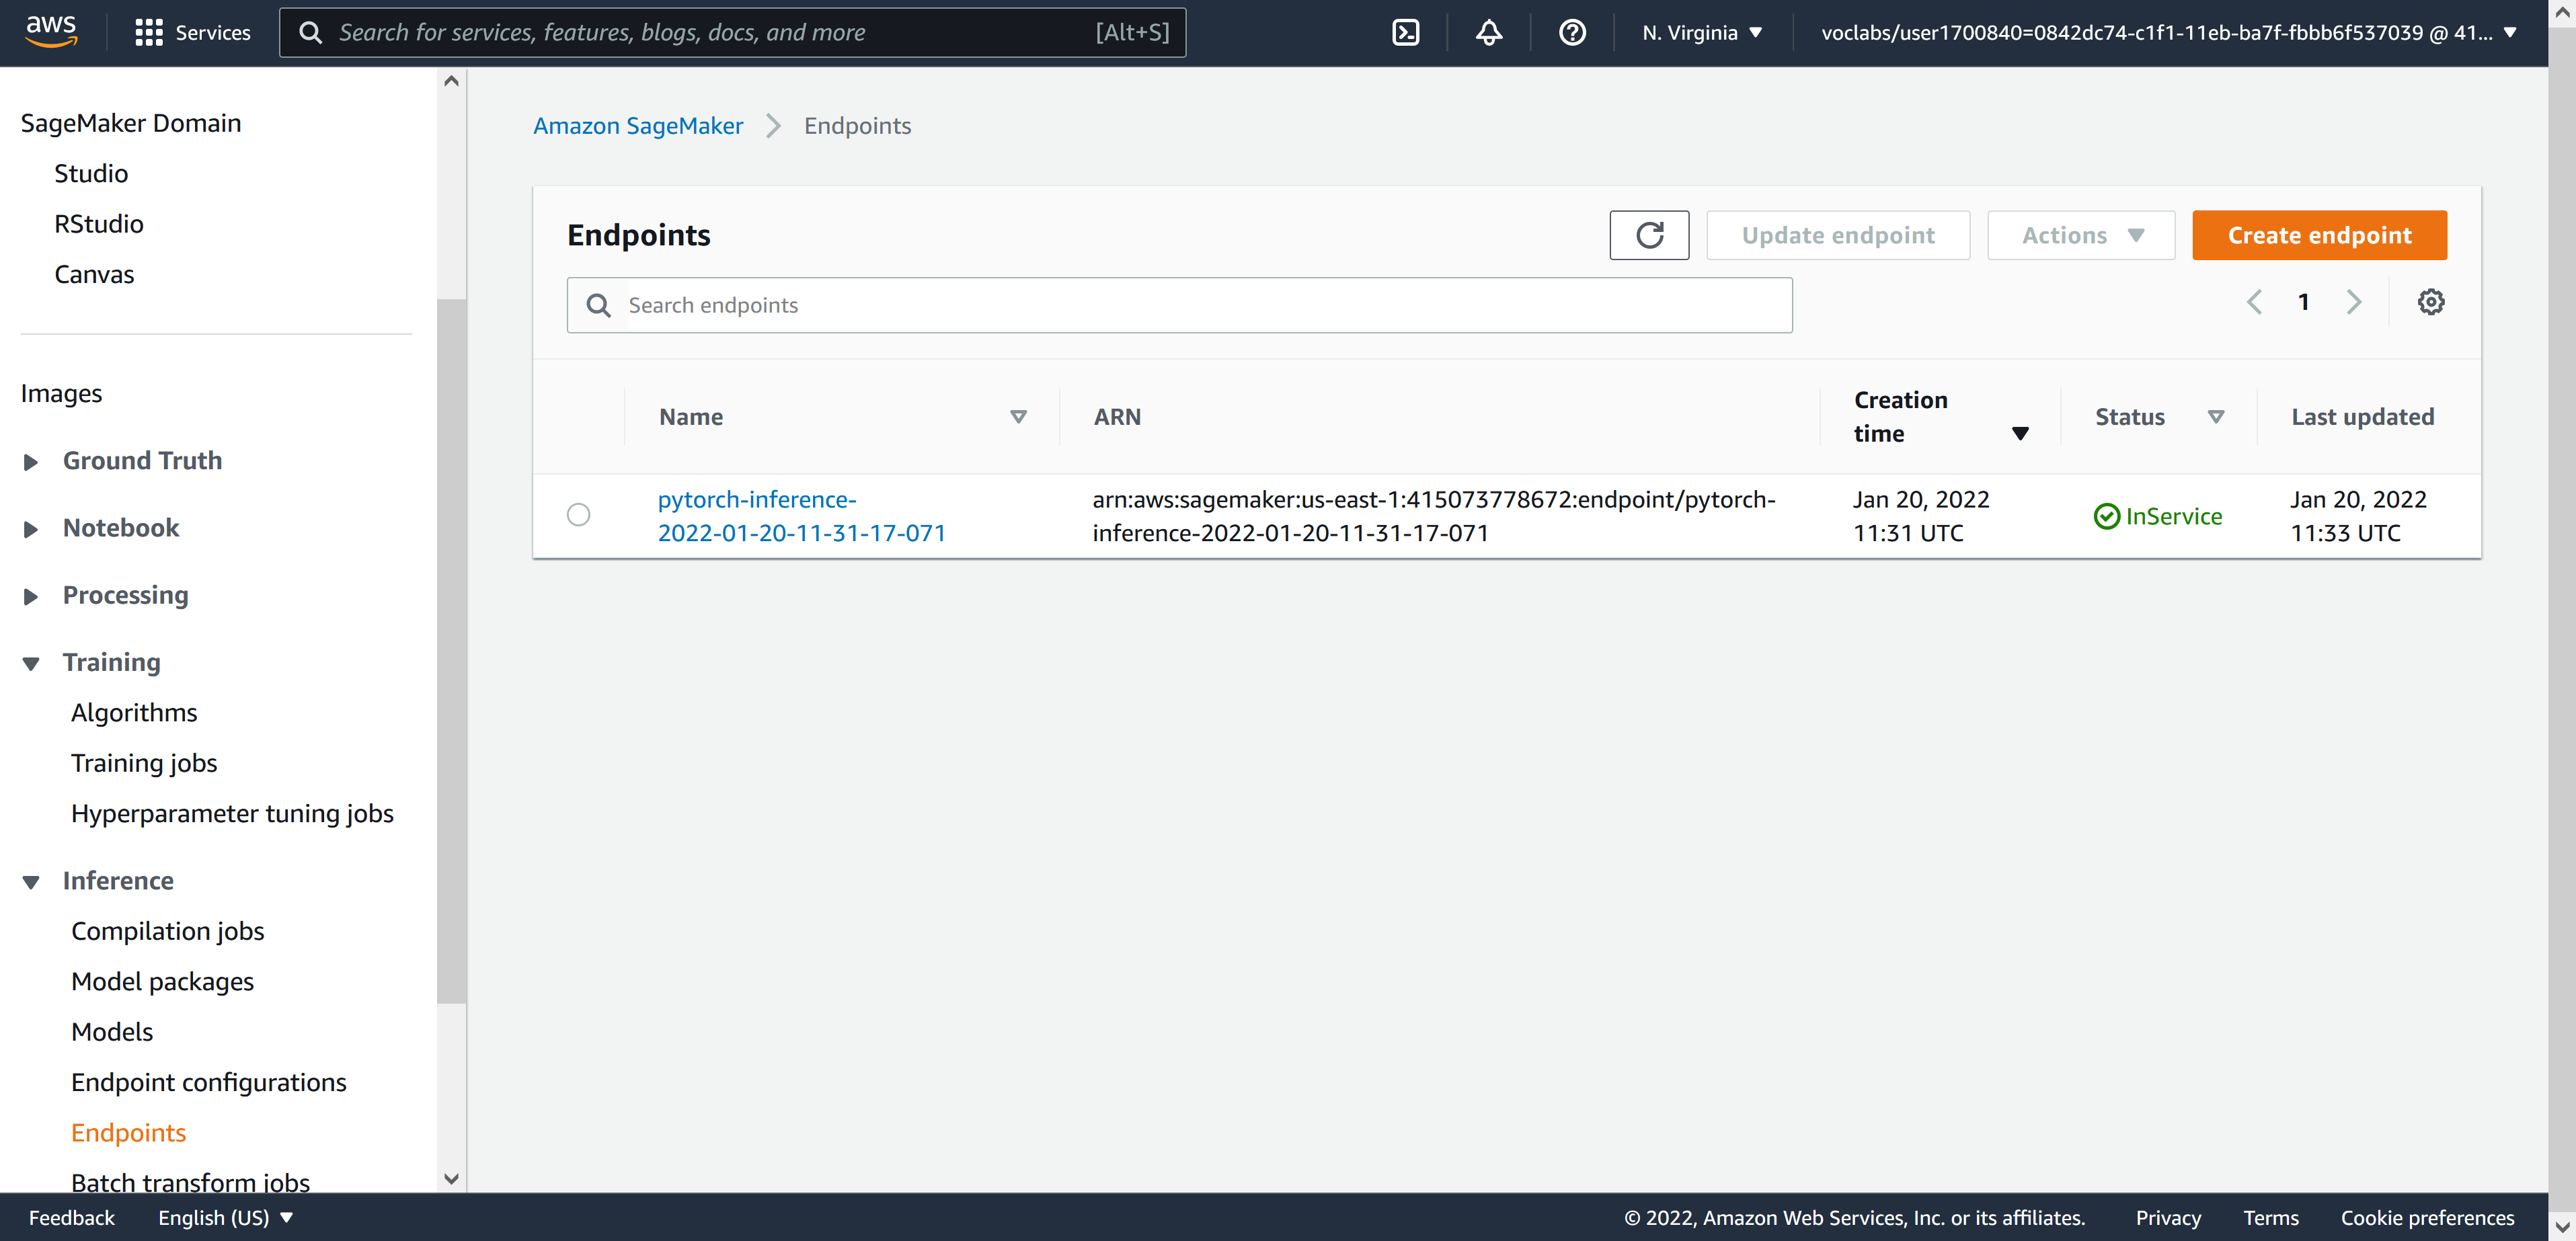 aws
Services
Search for services, features, blogs, docs, and more
[Alt+S]
N. Virginia
voclabs/user1700840=0842dc74-c1f1-11eb-ba7f-fbbb6f537039 @ 41...
SageMaker Domain
Studio
RStudio
Canvas
Images
Ground Truth
Notebook
Processing
Training
Algorithms
Training jobs
Hyperparameter tuning jobs
Inference
Compilation jobs
Model packages
Models
Endpoint configurations
Endpoints
Batch transform jobs
Amazon SageMaker
Endpoints
Endpoints
Update endpoint
Actions
Create endpoint
Search endpoints
1
Name
ARN
Creation
time
Status
Last updated
pytorch-inference-
2022-01-20-11-31-17-071
arn:aws:sagemaker:us-east-1:415073778672:endpoint/pytorch-
inference-2022-01-20-11-31-17-071
Jan 20, 2022
11:31 UTC
InService
Jan 20, 2022
11:33 UTC
Feedback
English (US)
© 2022, Amazon Web Services, Inc. or its affiliates.
Privacy
Terms
Cookie preferences